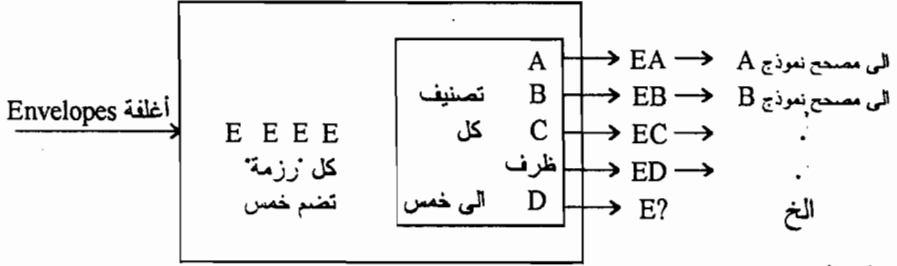 A → EA → الى مصحح نموذج A
تصنيف B → EB → الى مصحح نموذج B
أغلفة Envelopes
E E E E كل C → EC → .
كل "رزمة" ظرف → ED → .
تضم خمس الى خمس D → E? الخ